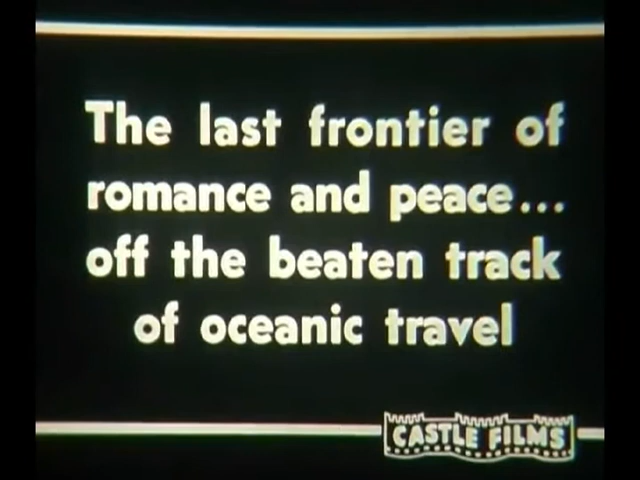 The last frontier of
romance and peace...
off the beaten track
of oceanic travel
CASTLE FILMS